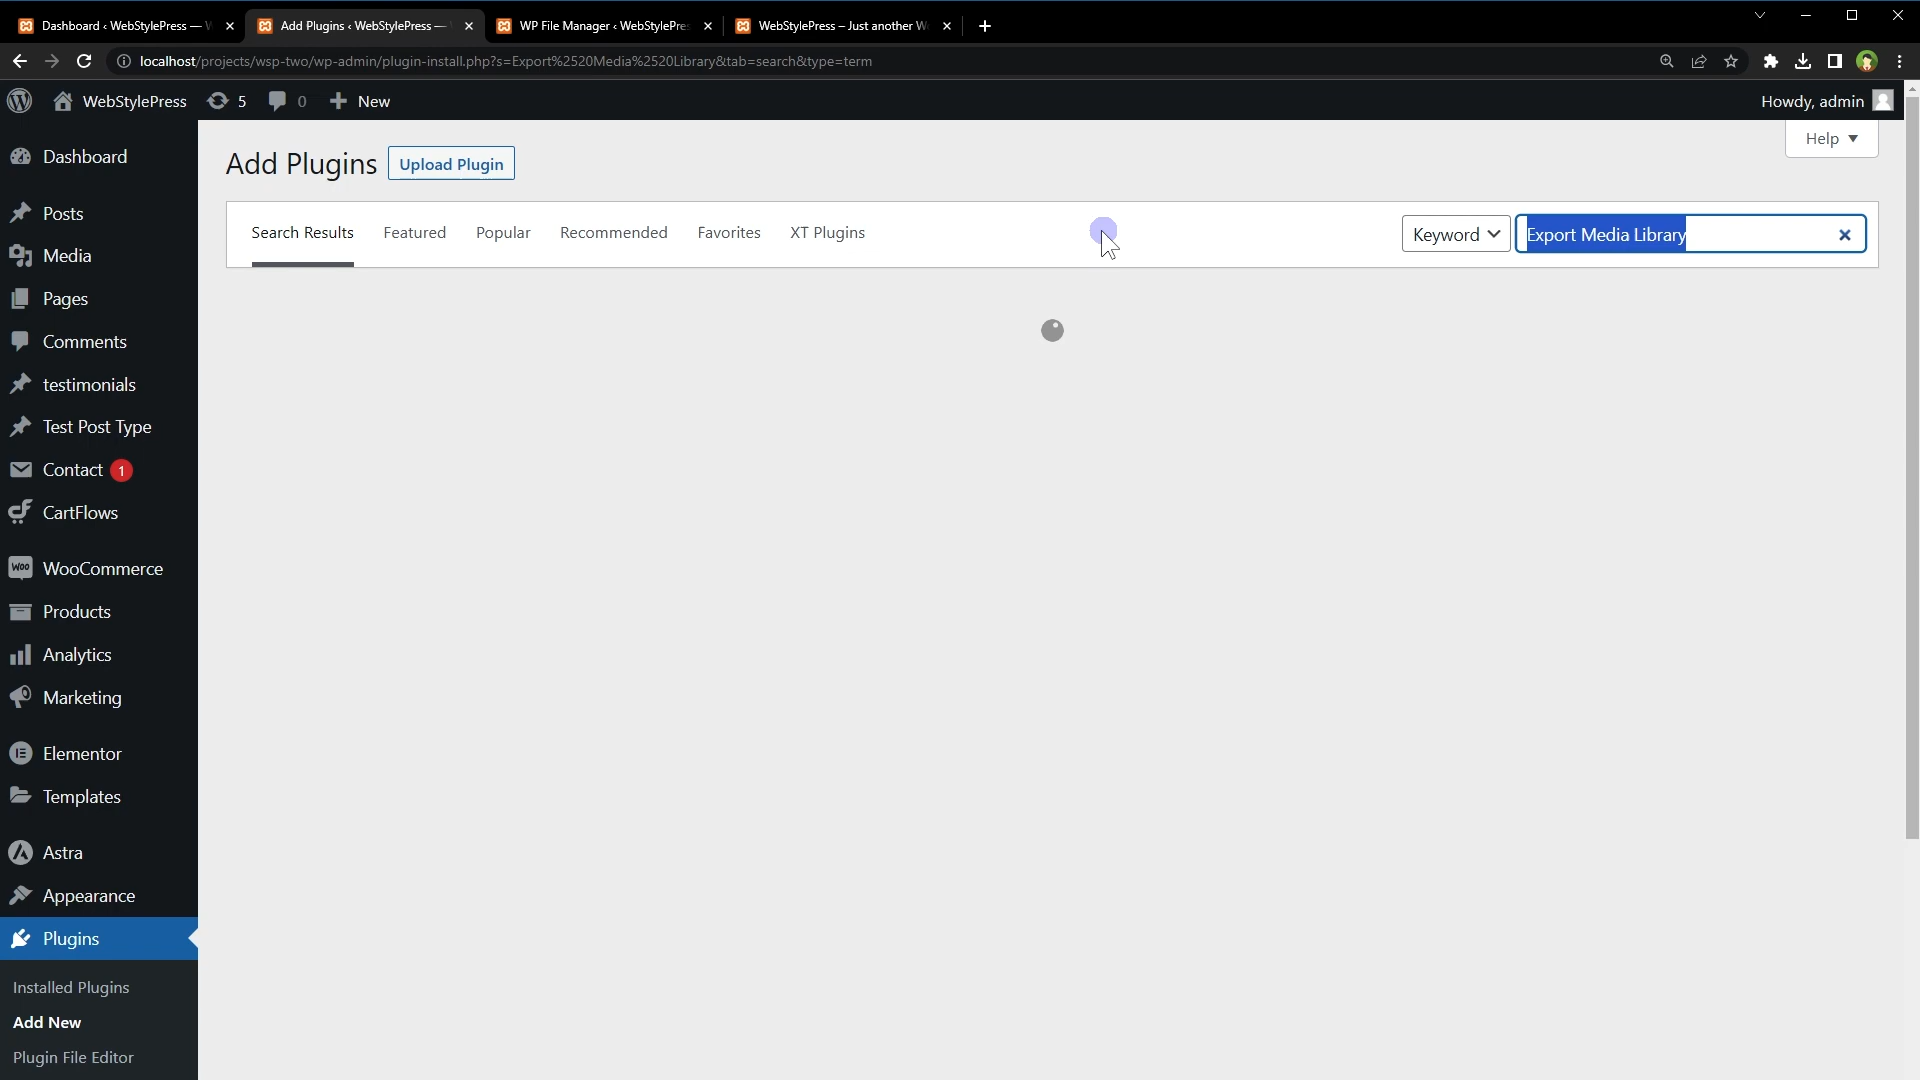 Dashboard ‹ WebStylePress — W
Add Plugins ‹ WebStylePress —
WP File Manager ‹ WebStylePres
WebStylePress – Just another W
localhost/projects/wsp-two/wp-admin/plugin-install.php?s=Export%2520Media%2520Library&tab=search&type=term
WebStylePress 5 0 New Howdy, admin
Help
Add Plugins Upload Plugin
Search Results Featured Popular Recommended Favorites XT Plugins Keyword Export Media Library
Dashboard
Posts
Media
Pages
Comments
testimonials
Test Post Type
Contact 1
CartFlows
Woo WooCommerce
Products
Analytics
Marketing
Elementor
Templates
Astra
Appearance
Plugins
Installed Plugins
Add New
Plugin File Editor